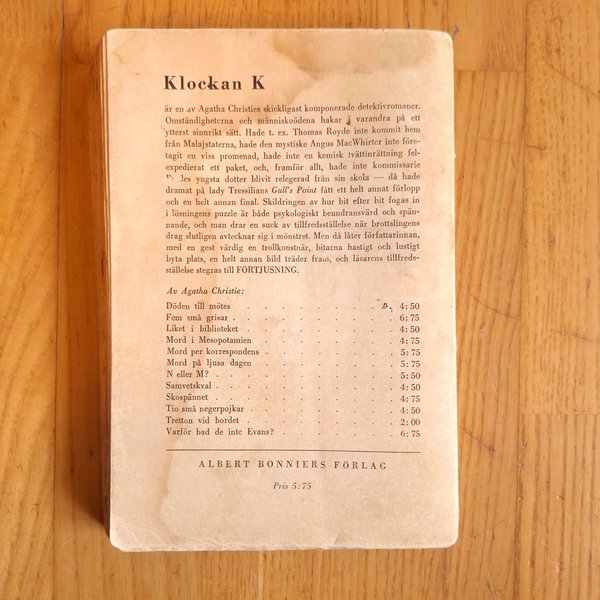 Klockan K
är en av Agatha Christies skickligast komponerade detektivromaner.
Omständigheterna och människoödena hakar i varandra på ett
ytterst sinnrikt sätt. Hade t. ex. Thomas Royde inte kommit hem
från Malajstaterna, hade den mystiske Angus MacWhirter inte före-
tagit en viss promenad, hade inte en kemisk tvättinrättning fel-
expedierat ett paket, och, framför allt, hade inte kommissarie
yngsta dotter blivit relegerad från sin skola — då hade
dramat på lady Tressilians Gull's Point fått ett helt annat förlopp
och en helt annan final. Skildringen av hur bit efter bit fogas in
i lösningens puzzle är både psykologiskt beundransvärd och spän-
nande, och man drar en suck av tillfredsställelse när brottslingens
drag slutligen avtecknar sig i mönstret. Men då låter författarinnan,
med en gest värdig en trollkonstnär, bitarna hastigt och lustigt
byta plats, en helt annan bild träder fram, och läsarens tillfreds-
ställelse stegras till FÖRTJUSNING.
Av Agatha Christie:
Döden till mötes . . . . . . . . 4: 50
Fem små grisar . . . . . . . . . 6: 75
Liket i biblioteket . . . . . . . . 4: 50
Mord i Mesopotamien . . . . . . . 4: 75
Mord per korrespondens . . . . . . . 5: 75
Mord på ljusa dagen . . . . . . . . 5: 75
N eller M? . . . . . . . . . . 5: 50
Samvetskval . . . . . . . . . . 4: 50
Skospännet . . . . . . . . . . 4: 75
Tio små negerpojkar . . . . . . . . 4: 50
Tretton vid bordet . . . . . . . . 2: 00
Varför bad de inte Evans? . . . . . . 6: 75
ALBERT BONNIERS FÖRLAG
Pris 5: 75